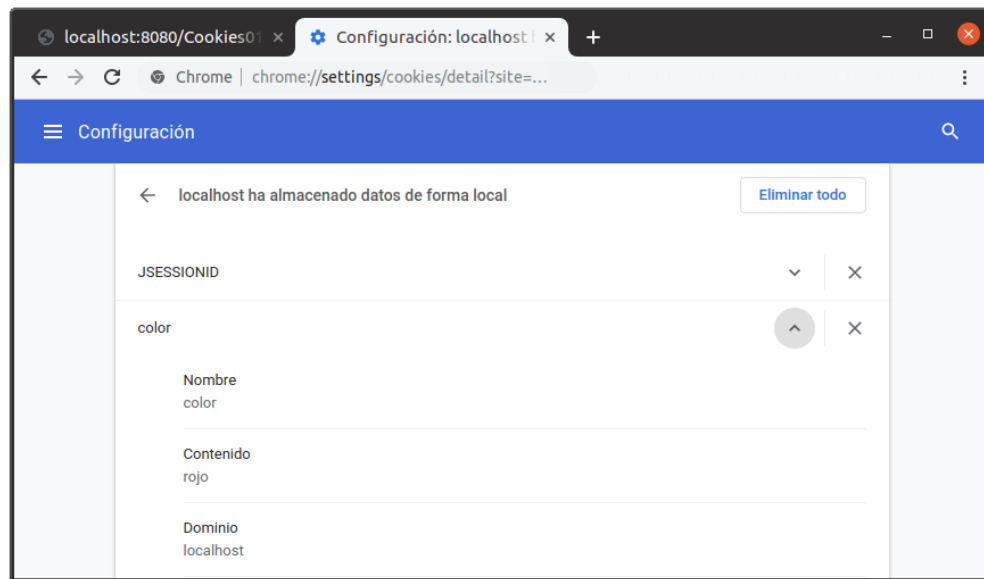 localhost:8080/Cookies01
Configuración: localhost h
Chrome | chrome://settings/cookies/detail?site=...
Configuración
localhost ha almacenado datos de forma local
Eliminar todo
JSESSIONID
color
Nombre
color
Contenido
rojo
Dominio
localhost